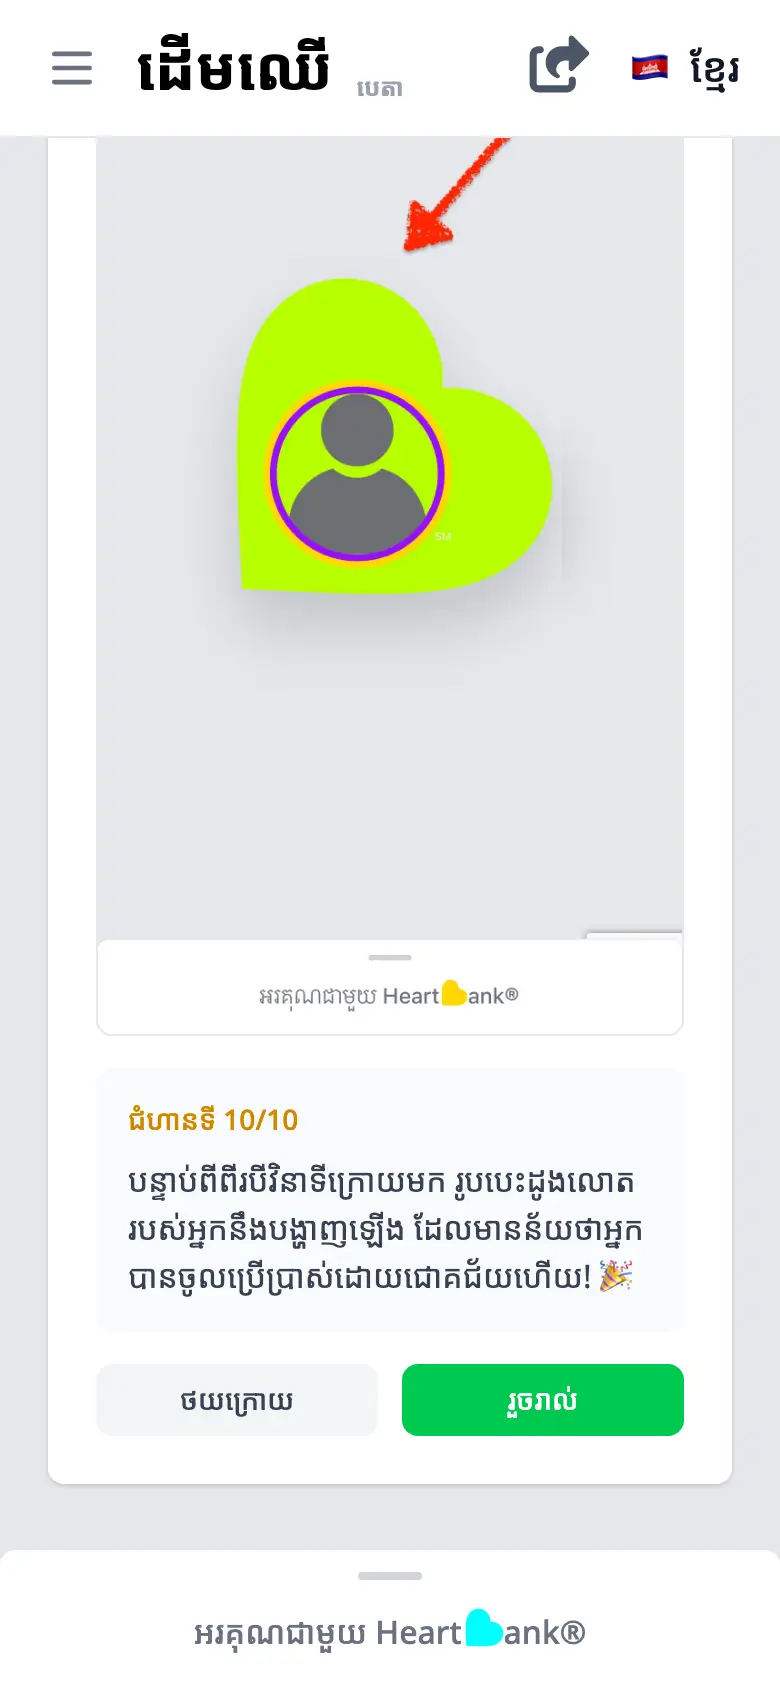 ដើមឈើ បេតា
ខ្មែរ
SM
អរគុណជាមួយ Heartank®
ជំហានទី 10/10
បន្ទាប់ពីពីរបីវិនាទីក្រោយមក រូបបេះដូងលោត
របស់អ្នកនឹងបង្ហាញឡើង ដែលមានន័យថាអ្នក
បានចូលប្រើប្រាស់ដោយជោគជ័យហើយ! 🎉
ថយក្រោយ
រួចរាល់
អរគុណជាមួយ Heartank®